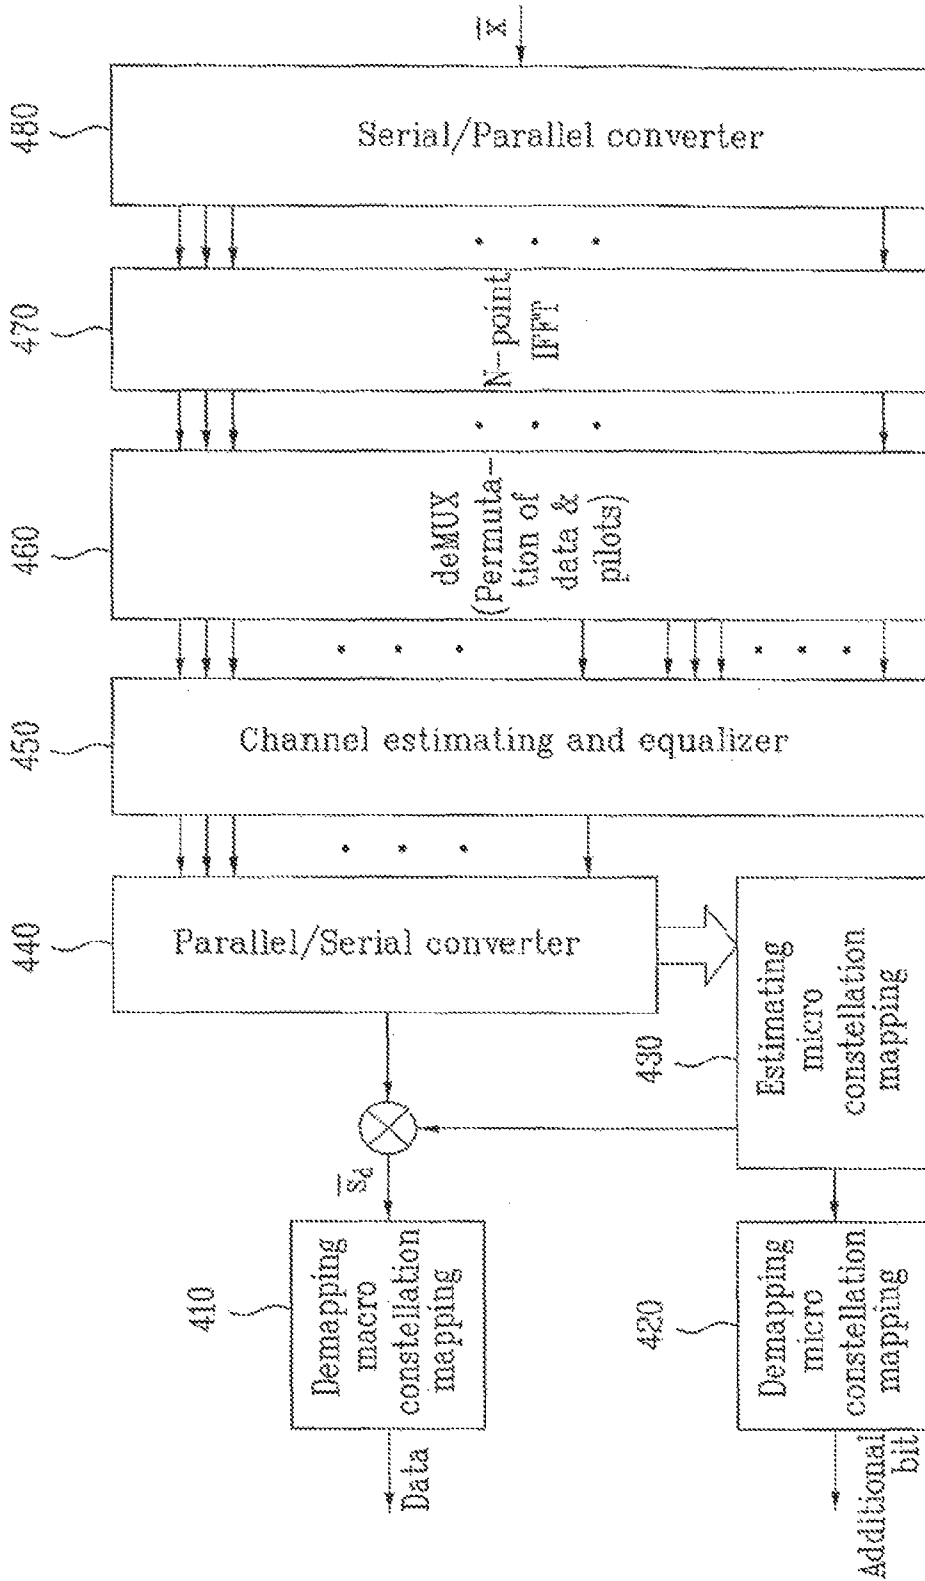 x̄
480
Serial/Parallel converter
470
N-point
IFFT
460
deMUX
(Permuta-
tion of
data &
pilots)
450
Channel estimating and equalizer
440
Parallel/Serial converter
430
Estimating
micro
constellation
mapping
s̄d
410
Demapping
macro
constellation
mapping
Data
420
Demapping
micro
constellation
mapping
Additional
bit